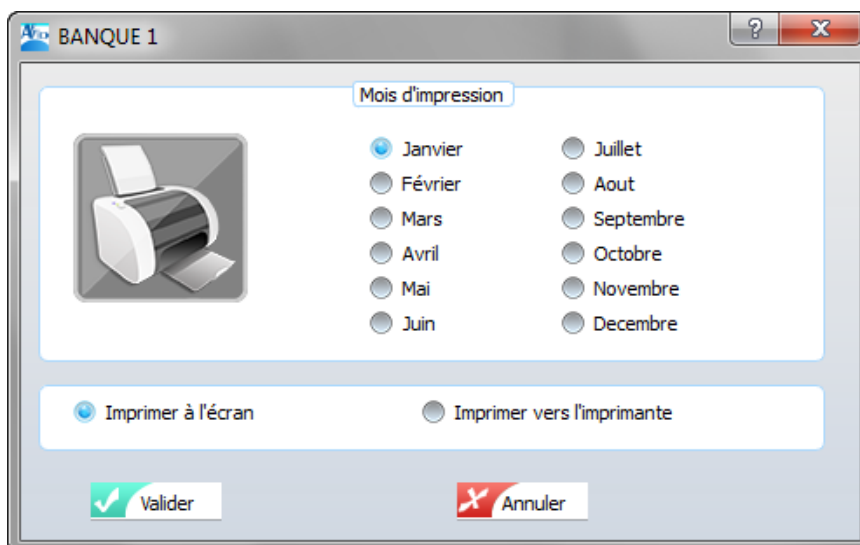 BANQUE 1
Mois d'impression
Janvier
Février
Mars
Avril
Mai
Juin
Juillet
Aout
Septembre
Octobre
Novembre
Decembre
Imprimer à l'écran
Imprimer vers l'imprimante
Valider
Annuler